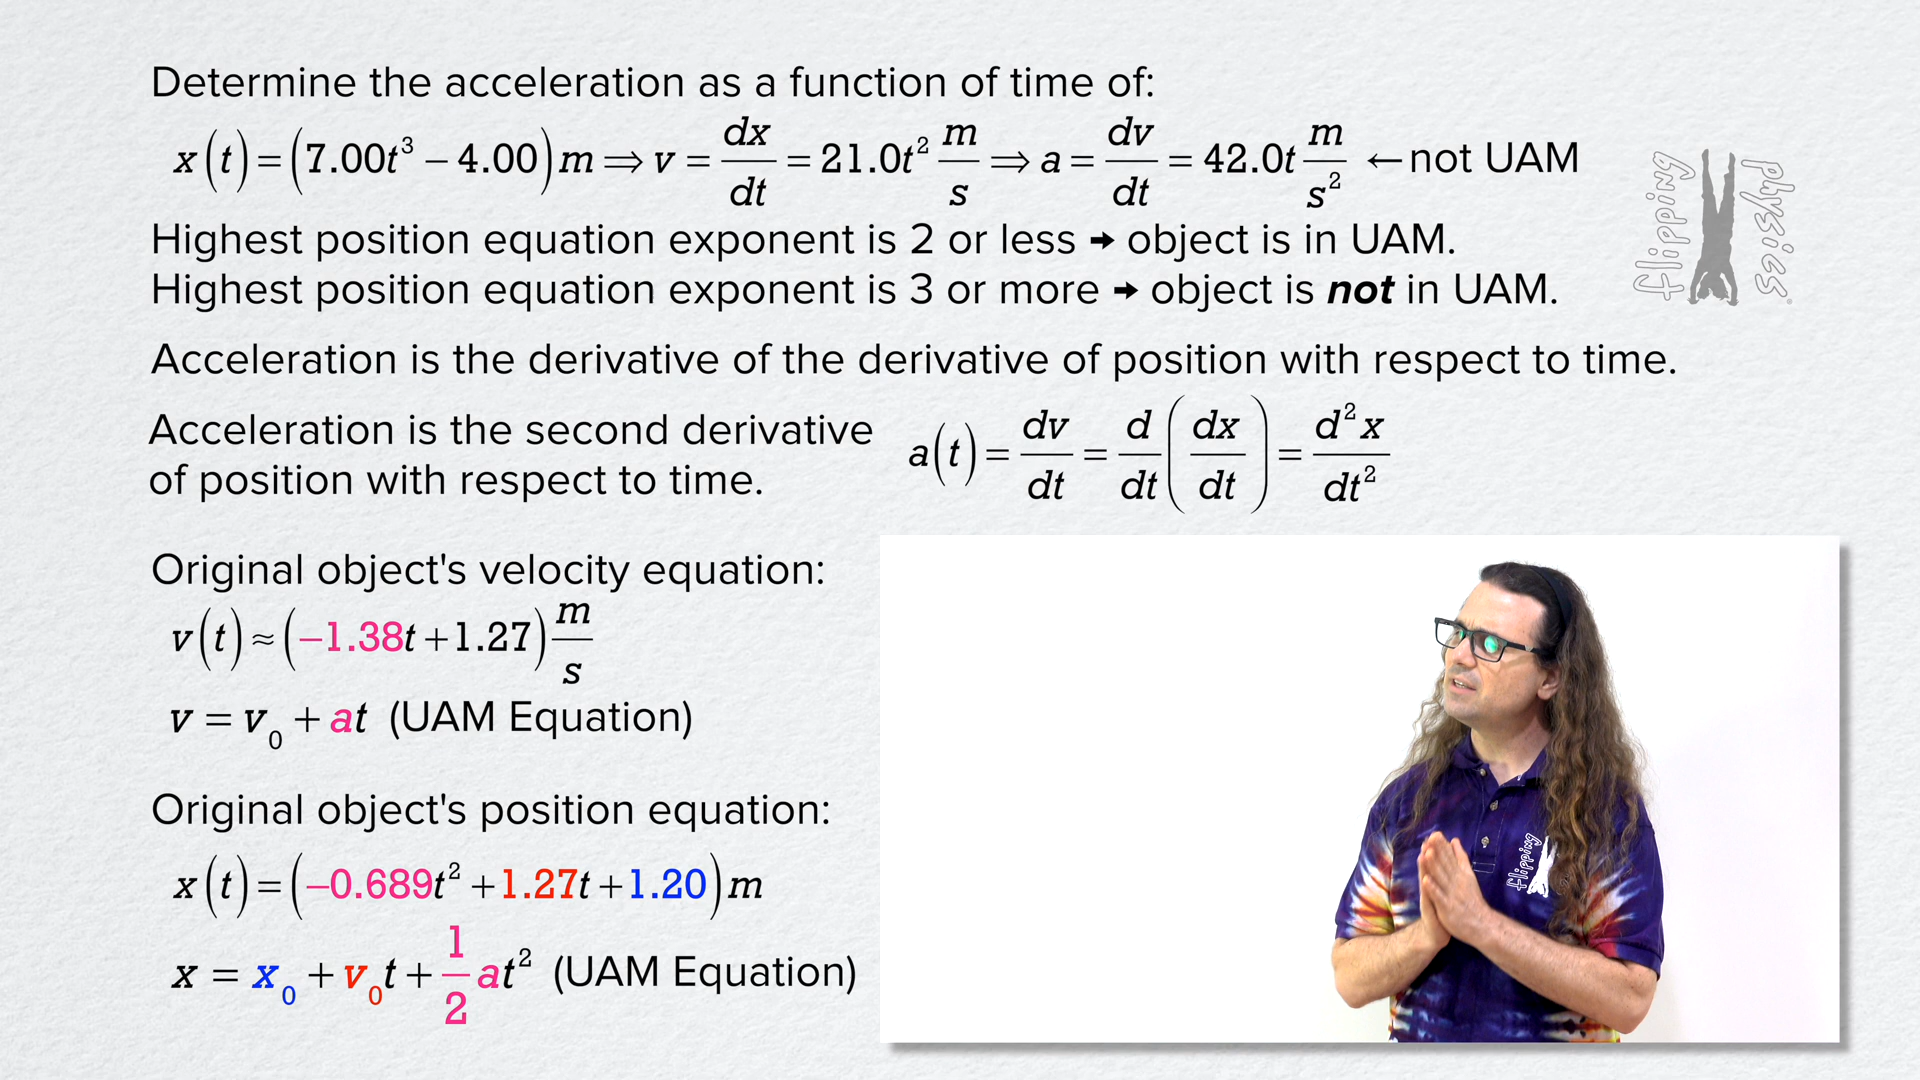 Determine the acceleration as a function of time of:
x(t) = (7.00t³ − 4.00)m ⇒ v = dx/dt = 21.0t² m/s ⇒ a = dv/dt = 42.0t m/s² ← not UAM
Highest position equation exponent is 2 or less → object is in UAM.
Highest position equation exponent is 3 or more → object is not in UAM.
flipping physics
Acceleration is the derivative of the derivative of position with respect to time.
Acceleration is the second derivative
of position with respect to time.
a(t) = dv/dt = d/dt (dx/dt) = d²x/dt²
Original object's velocity equation:
v(t) ≈ (−1.38t + 1.27) m/s
v = v₀ + at (UAM Equation)
Original object's position equation:
x(t) = (−0.689t² + 1.27t + 1.20)m
x = x₀ + v₀t + 1/2 at² (UAM Equation)
flipping